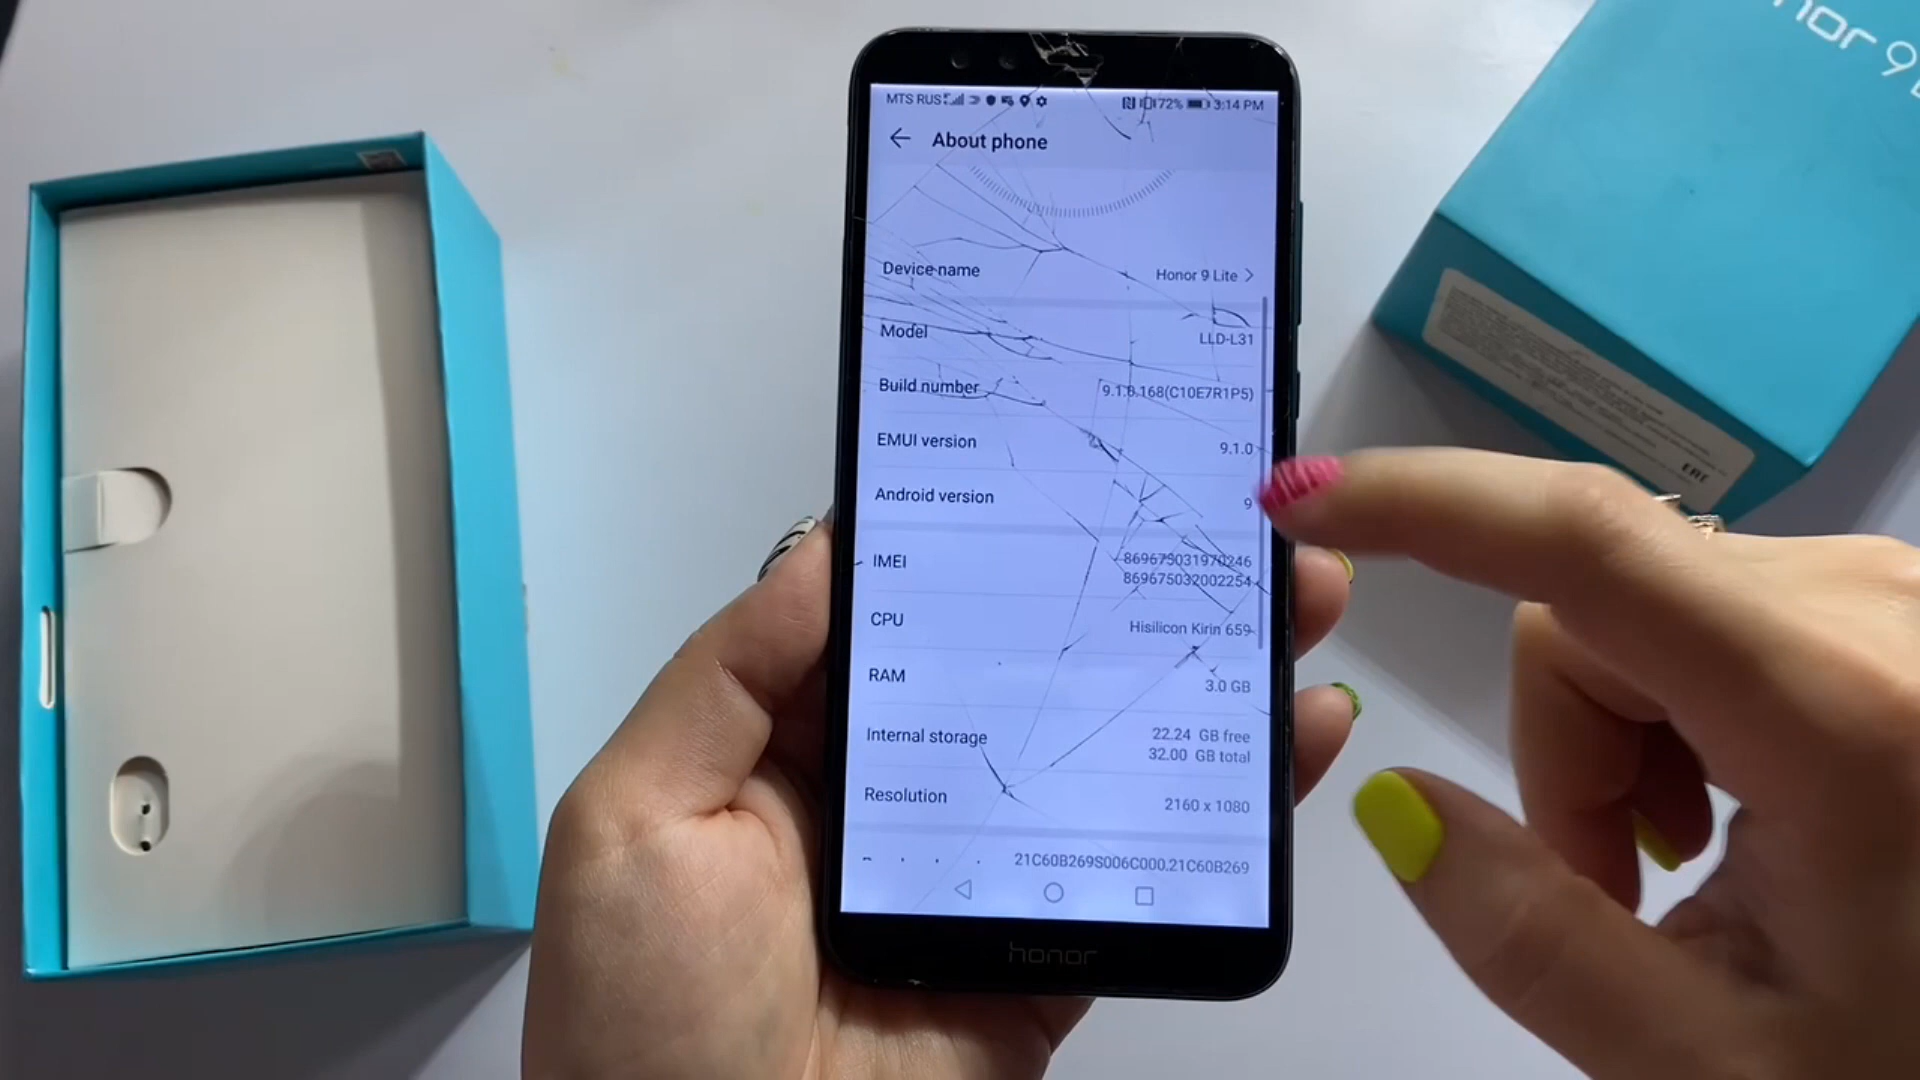 honor 9
MTS RUS 72% 3:14 PM
About phone
Device name Honor 9 Lite
Model LLD-L31
Build number 9.1.0.168(C10E7R1P5)
EMUI version 9.1.0
Android version 9
IMEI 869675031970246
869675032002254
CPU Hisilicon Kirin 659
RAM 3.0 GB
Internal storage 22.24 GB free
32.00 GB total
Resolution 2160 x 1080
21C60B269S006C000,21C60B269
honor
EAC